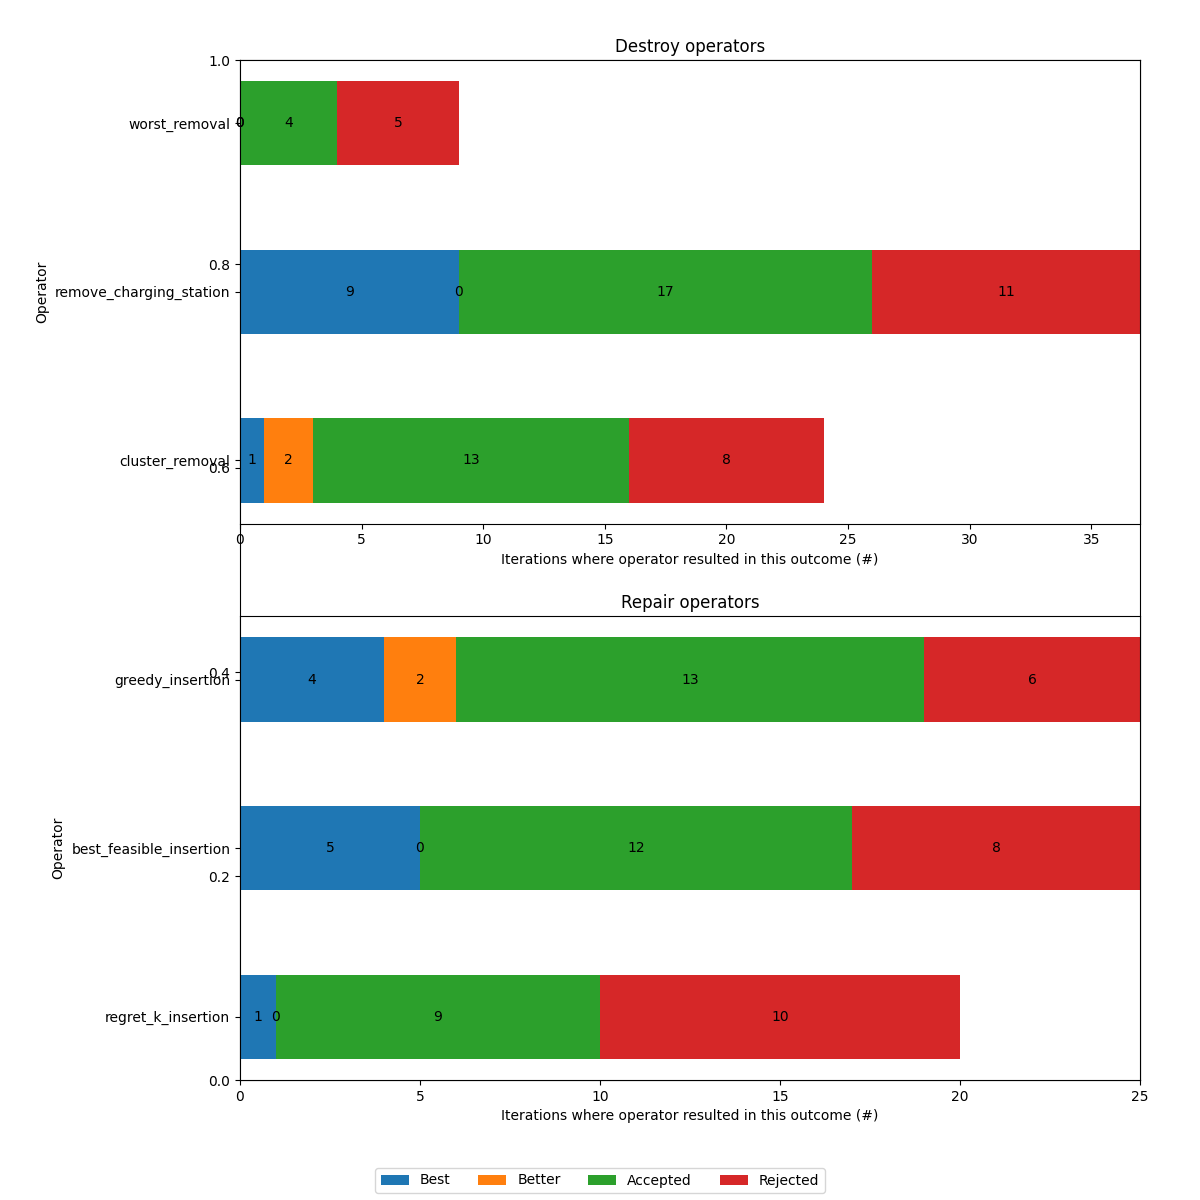 Destroy operators
1.0
worst_removal 0 0 4 5
Operator
0.8
remove_charging_station 9 0 17 11
cluster_removal 1 2 13 8
0.6
0 5 10 15 20 25 30 35
Iterations where operator resulted in this outcome (#)
Repair operators
0.4
greedy_insertion 4 2 13 6
Operator
best_feasible_insertion 5 0 12 8
0.2
regret_k_insertion 1 0 9 10
0.0
0 5 10 15 20 25
Iterations where operator resulted in this outcome (#)
Best Better Accepted Rejected